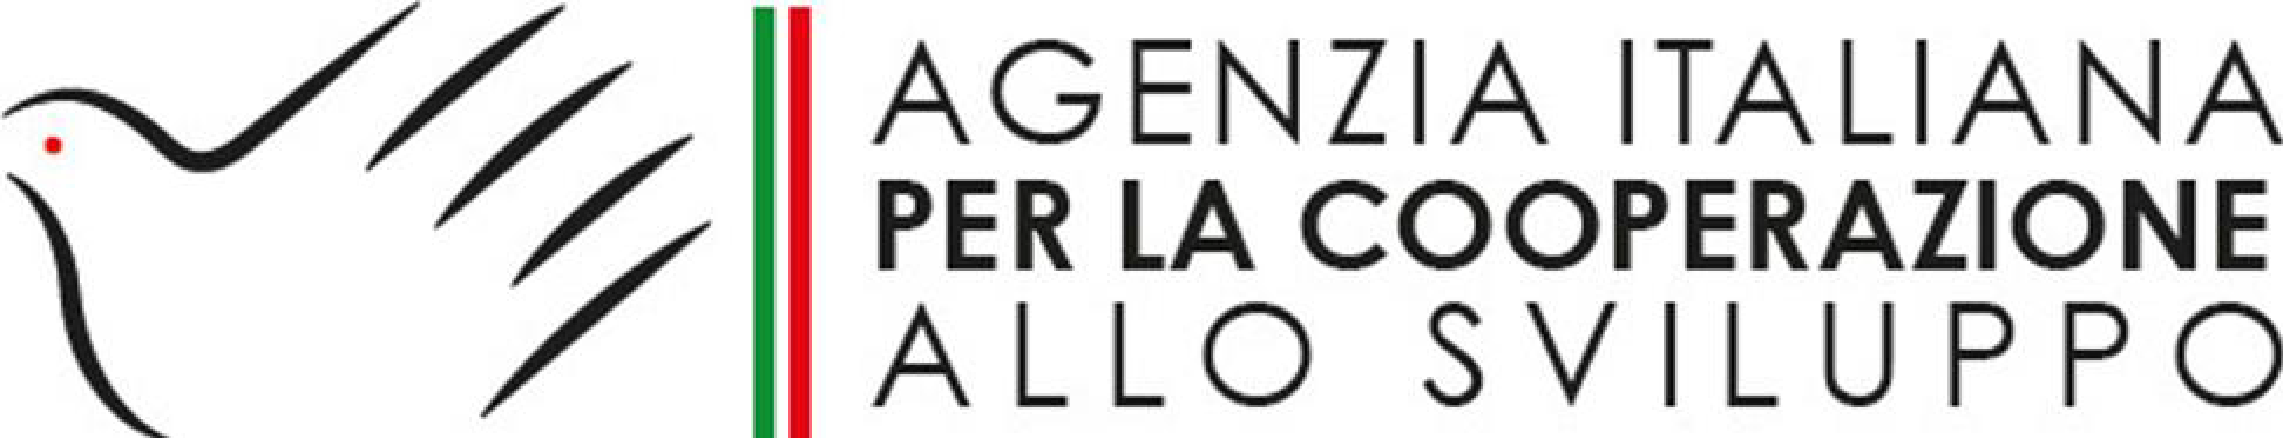 AGENZIA ITALIANA
PER LA COOPERAZIONE
ALLO SVILUPPO